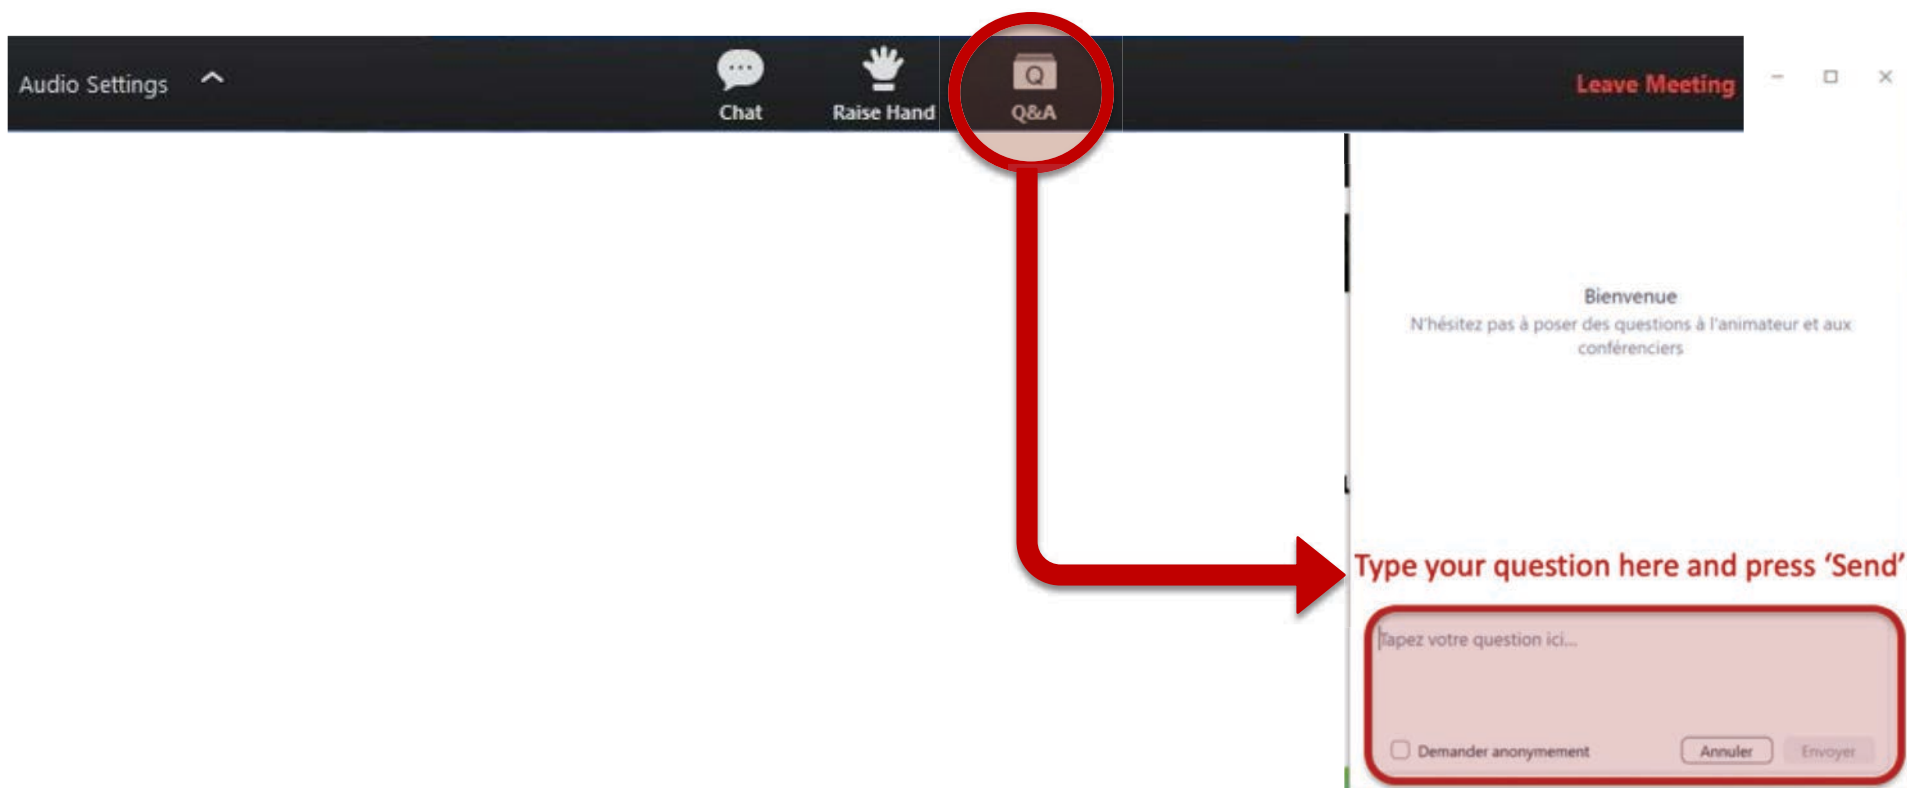 Audio Settings
Chat
Raise Hand
Q
Q&A
Leave Meeting
Bienvenue
N'hésitez pas à poser des questions à l'animateur et aux
conférenciers
Type your question here and press ‘Send’
Tapez votre question ici...
Demander anonymement
Annuler
Envoyer